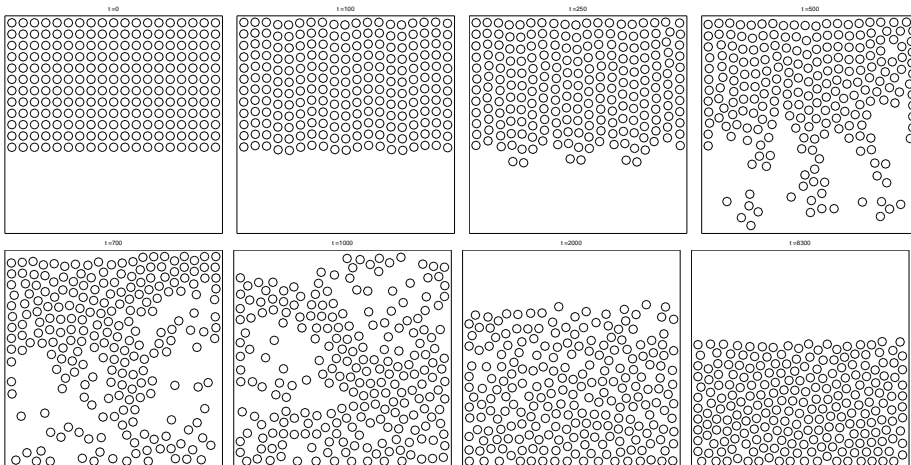 t =0
t =100
t =250
t =500
t =700
t =1000
t =2000
t =8300